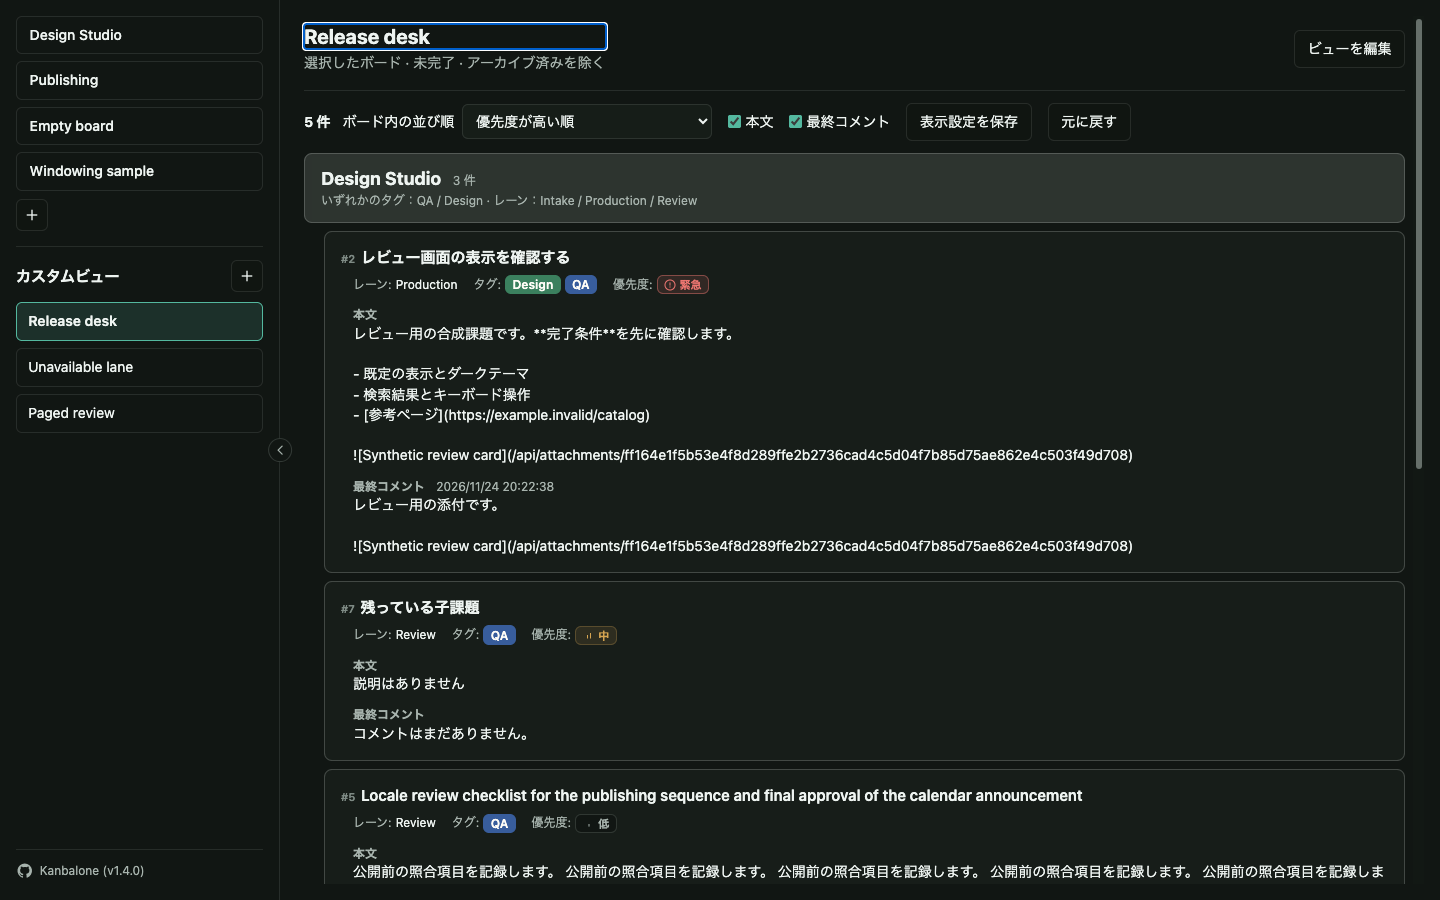 Design Studio
Publishing
Empty board
Windowing sample
カスタムビュー
Release desk
Unavailable lane
Paged review
Kanbalone (v1.4.0)
Release desk
選択したボード · 未完了 · アーカイブ済みを除く
ビューを編集
5 件 ボード内の並び順 優先度が高い順 本文 最終コメント 表示設定を保存 元に戻す
Design Studio 3 件
いずれかのタグ：QA / Design · レーン：Intake / Production / Review
#2 レビュー画面の表示を確認する
レーン: Production タグ: Design QA 優先度: 緊急
本文
レビュー用の合成課題です。**完了条件**を先に確認します。
- 既定の表示とダークテーマ
- 検索結果とキーボード操作
- [参考ページ](https://example.invalid/catalog)
![Synthetic review card](/api/attachments/ff164e1f5b53e4f8d289ffe2b2736cad4c5d04f7b85d75ae862e4c503f49d708)
最終コメント 2026/11/24 20:22:38
レビュー用の添付です。
![Synthetic review card](/api/attachments/ff164e1f5b53e4f8d289ffe2b2736cad4c5d04f7b85d75ae862e4c503f49d708)
#7 残っている子課題
レーン: Review タグ: QA 優先度: 中
本文
説明はありません
最終コメント
コメントはまだありません。
#5 Locale review checklist for the publishing sequence and final approval of the calendar announcement
レーン: Review タグ: QA 優先度: 低
本文
公開前の照合項目を記録します。 公開前の照合項目を記録します。 公開前の照合項目を記録します。 公開前の照合項目を記録します。 公開前の照合項目を記録しま